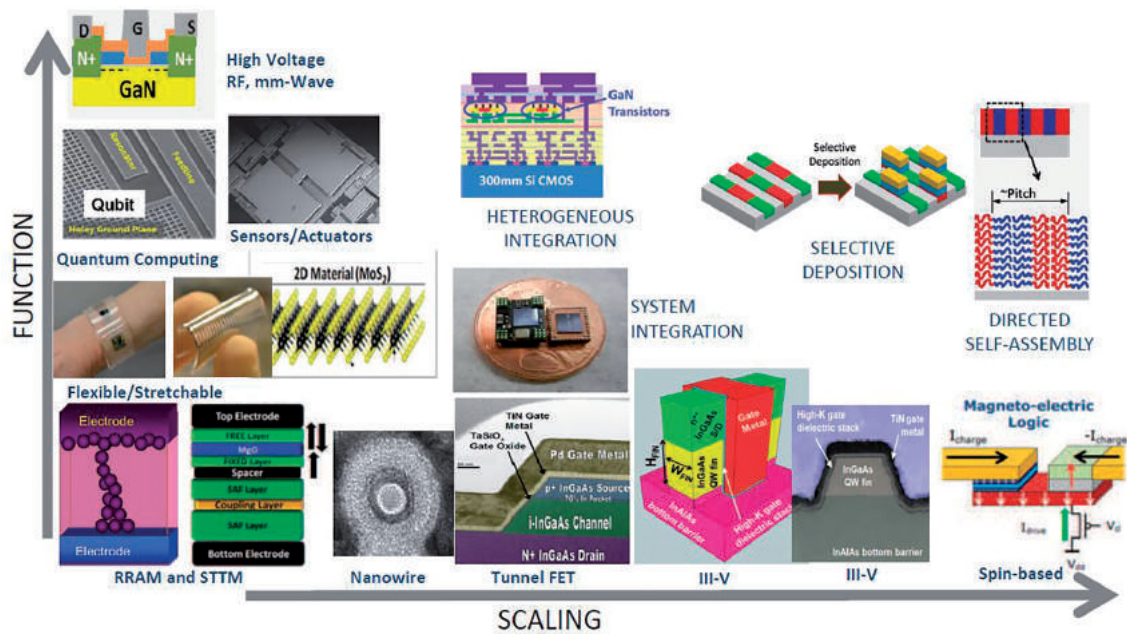 D G S
N+ N+
GaN
High Voltage
RF, mm-Wave
GaN
Transistors
300mm Si CMOS
HETEROGENEOUS
INTEGRATION
Selective
Deposition
SELECTIVE
DEPOSITION
~Pitch
DIRECTED
SELF-ASSEMBLY
Resonator
Feedline
Qubit
Holey Ground Plane
Quantum Computing
Sensors/Actuators
2D Material (MoS2)
SYSTEM
INTEGRATION
Flexible/Stretchable
FUNCTION
Electrode
Electrode
Top Electrode
FREE Layer
MgO
FIXED Layer
Spacer
SAF Layer
Coupling Layer
SAF Layer
Bottom Electrode
RRAM and STTM
Nanowire
TiN Gate
Metal
TaSiOx
Gate Oxide
Pd Gate Metal
p+ InGaAs Source
i-InGaAs Channel
N+ InGaAs Drain
Tunnel FET
n++
InGaAs
S/D
Gate
Metal
HFIN
WFIN
InGaAs
QW fin
InAlAs
bottom barrier
High-K gate
dielectric stack
III-V
High-K gate
dielectric stack
TiN gate
metal
InGaAs
QW fin
InAlAs bottom barrier
III-V
Magneto-electric
Logic
Icharge
-Icharge
Idrive
Vdd
Spin-based
SCALING